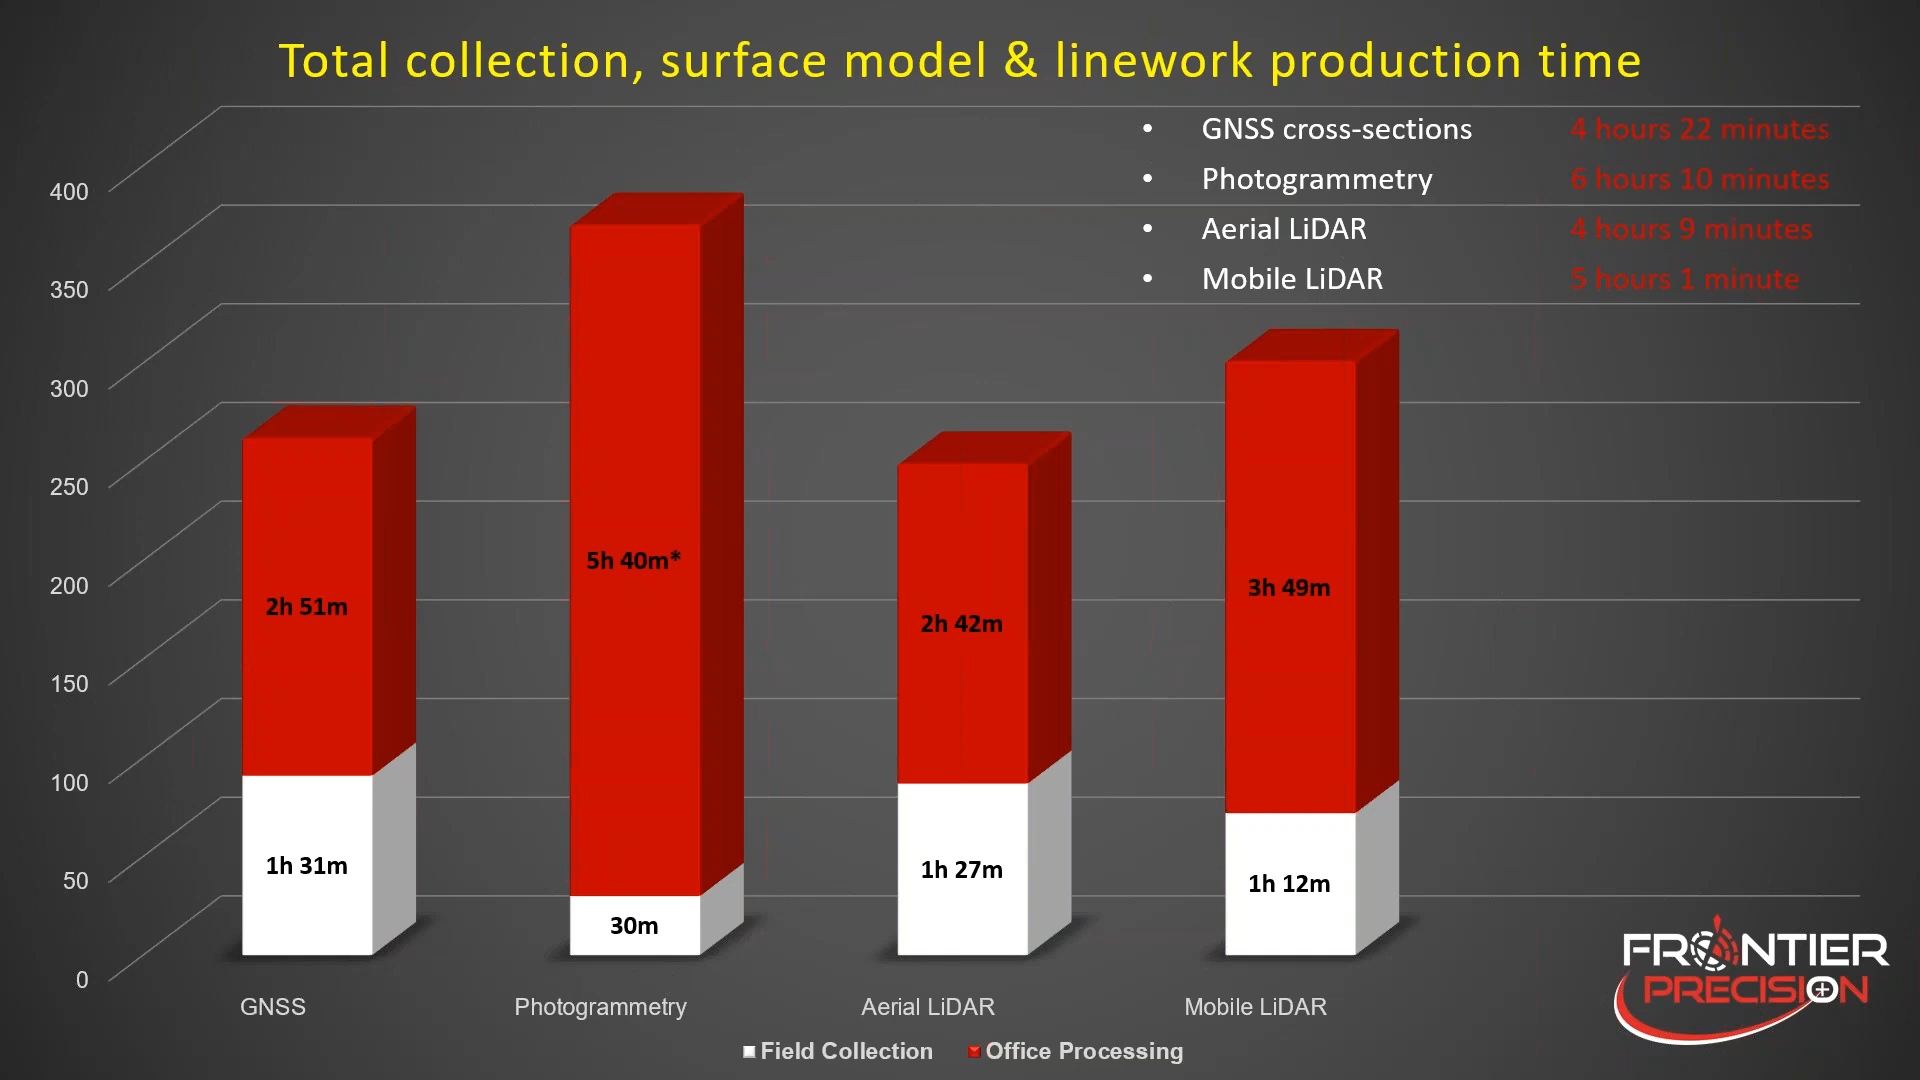 Total collection, surface model & linework production time
• GNSS cross-sections 4 hours 22 minutes
• Photogrammetry 6 hours 10 minutes
• Aerial LiDAR 4 hours 9 minutes
• Mobile LiDAR 5 hours 1 minute
400
350
300
250
200
150
100
50
0
2h 51m
1h 31m
5h 40m*
30m
2h 42m
1h 27m
3h 49m
1h 12m
GNSS Photogrammetry Aerial LiDAR Mobile LiDAR
Field Collection Office Processing
FRONTIER
PRECISION